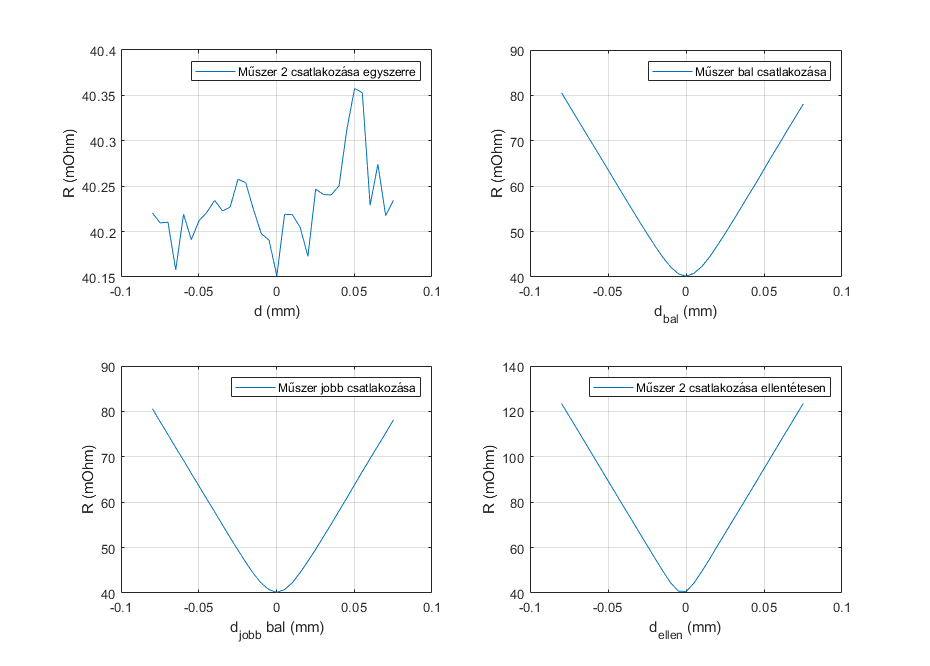 40.4
40.35
40.3
40.25
40.2
40.15
R (mOhm)
Műszer 2 csatlakozása egyszerre
-0.1 -0.05 0 0.05 0.1
d (mm)
90
80
70
60
50
40
R (mOhm)
Műszer bal csatlakozása
-0.1 -0.05 0 0.05 0.1
d_bal (mm)
90
80
70
60
50
40
R (mOhm)
Műszer jobb csatlakozása
-0.1 -0.05 0 0.05 0.1
d_jobb bal (mm)
140
120
100
80
60
40
R (mOhm)
Műszer 2 csatlakozása ellentétesen
-0.1 -0.05 0 0.05 0.1
d_ellen (mm)